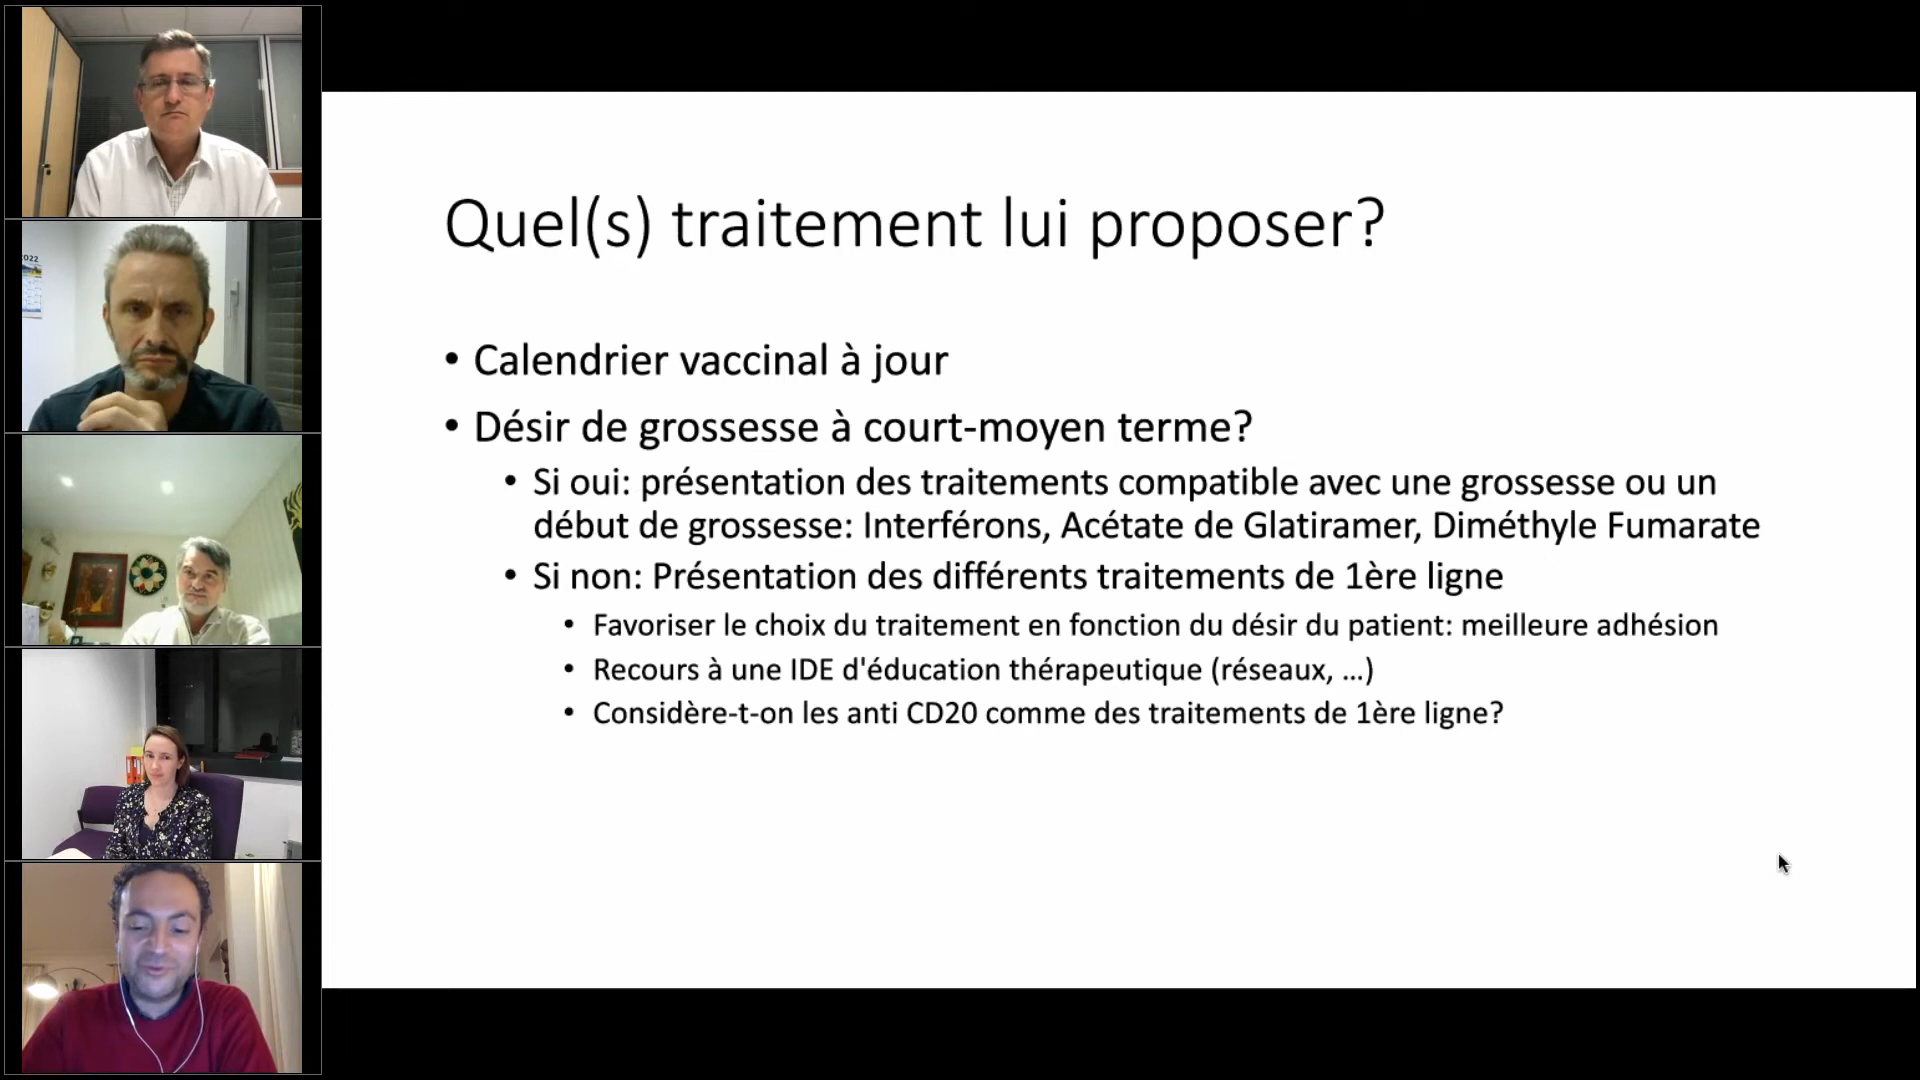 Quel(s) traitement lui proposer?
• Calendrier vaccinal à jour
• Désir de grossesse à court-moyen terme?
• Si oui: présentation des traitements compatible avec une grossesse ou un
début de grossesse: Interférons, Acétate de Glatiramer, Diméthyle Fumarate
• Si non: Présentation des différents traitements de 1ère ligne
• Favoriser le choix du traitement en fonction du désir du patient: meilleure adhésion
• Recours à une IDE d'éducation thérapeutique (réseaux, ...)
• Considère-t-on les anti CD20 comme des traitements de 1ère ligne?